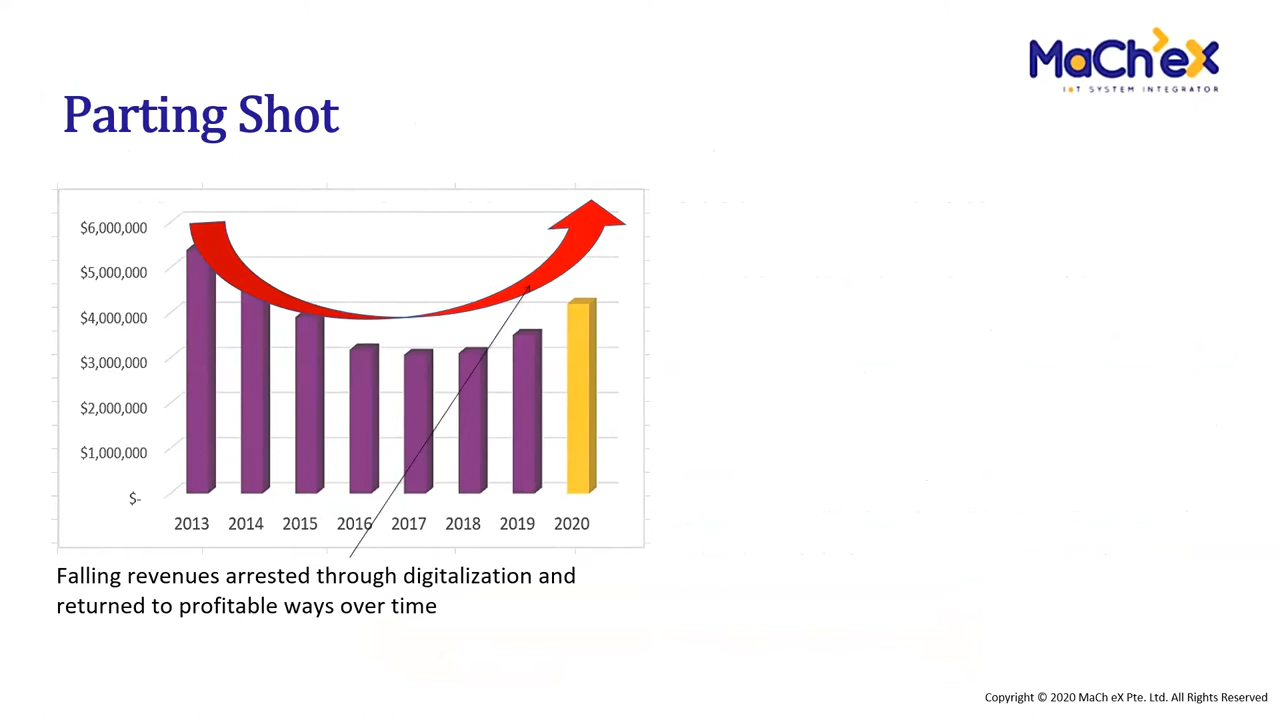 MaCh'eX
IoT SYSTEM INTEGRATOR
Parting Shot
$6,000,000
$5,000,000
$4,000,000
$3,000,000
$2,000,000
$1,000,000
$-
2013 2014 2015 2016 2017 2018 2019 2020
Falling revenues arrested through digitalization and
returned to profitable ways over time
Copyright © 2020 MaCh eX Pte. Ltd. All Rights Reserved